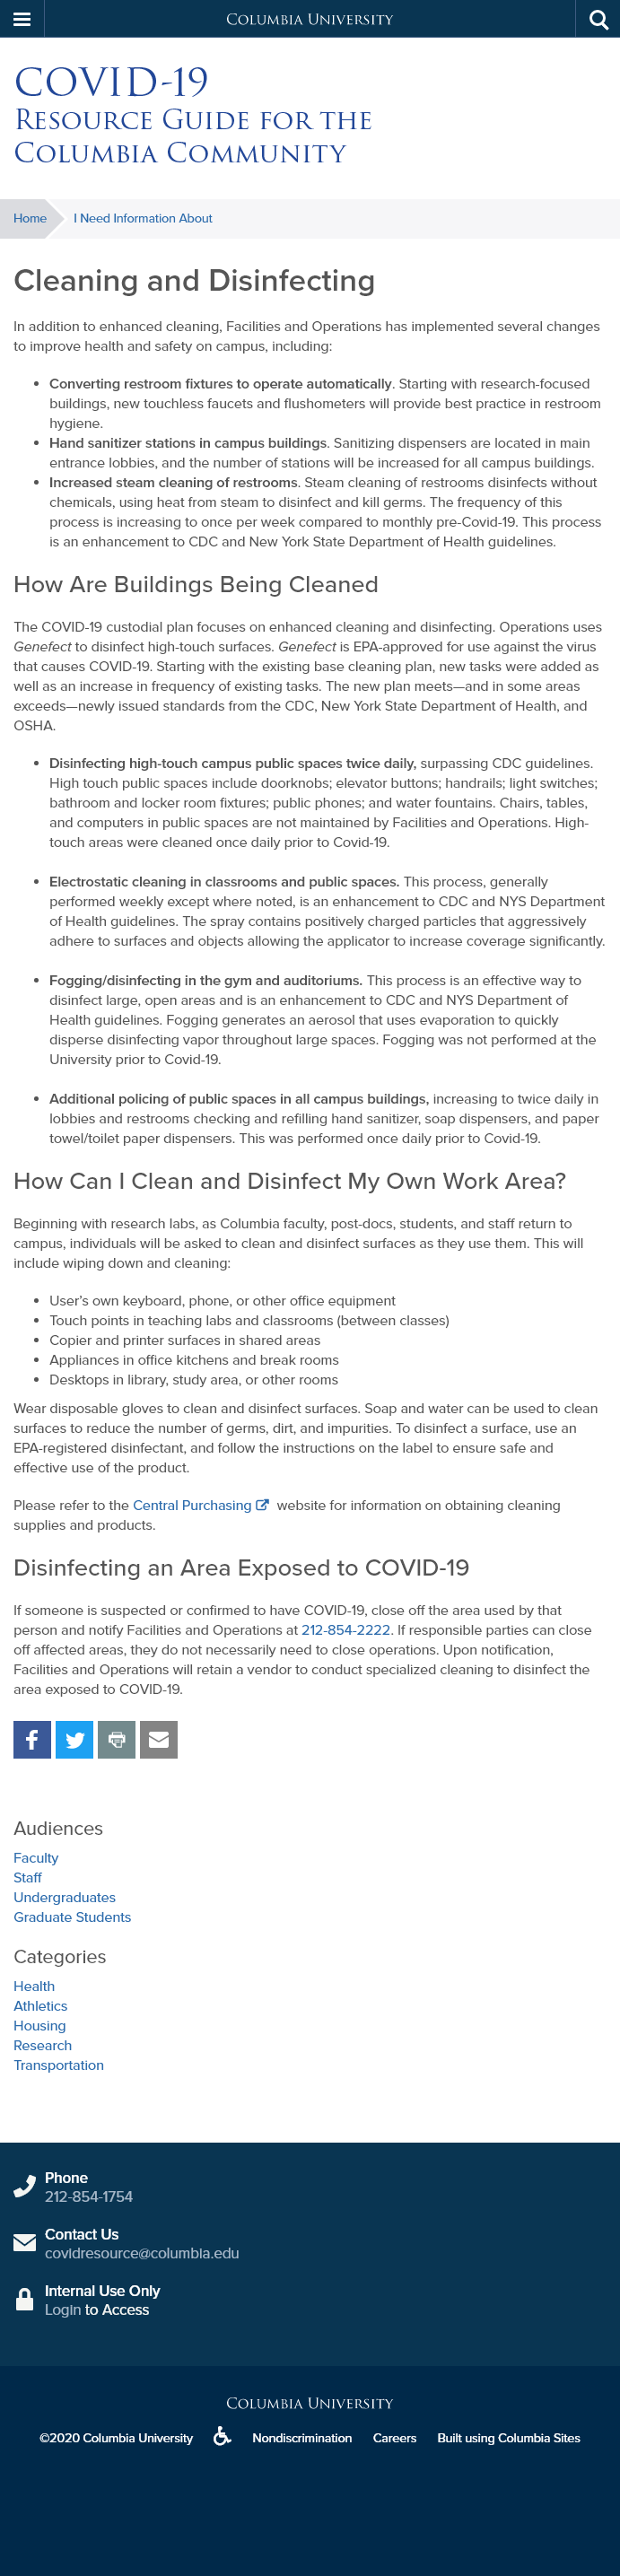 Columbia University
COVID-19
Resource Guide for the
Columbia Community
Home
I Need Information About
Cleaning and Disinfecting
In addition to enhanced cleaning, Facilities and Operations has implemented several changes
to improve health and safety on campus, including:
• Converting restroom fixtures to operate automatically. Starting with research-focused
buildings, new touchless faucets and flushometers will provide best practice in restroom
hygiene.
• Hand sanitizer stations in campus buildings. Sanitizing dispensers are located in main
entrance lobbies, and the number of stations will be increased for all campus buildings.
• Increased steam cleaning of restrooms. Steam cleaning of restrooms disinfects without
chemicals, using heat from steam to disinfect and kill germs. The frequency of this
process is increasing to once per week compared to monthly pre-Covid-19. This process
is an enhancement to CDC and New York State Department of Health guidelines.
How Are Buildings Being Cleaned
The COVID-19 custodial plan focuses on enhanced cleaning and disinfecting. Operations uses
Genefect to disinfect high-touch surfaces. Genefect is EPA-approved for use against the virus
that causes COVID-19. Starting with the existing base cleaning plan, new tasks were added as
well as an increase in frequency of existing tasks. The new plan meets—and in some areas
exceeds—newly issued standards from the CDC, New York State Department of Health, and
OSHA.
• Disinfecting high-touch campus public spaces twice daily, surpassing CDC guidelines.
High touch public spaces include doorknobs; elevator buttons; handrails; light switches;
bathroom and locker room fixtures; public phones; and water fountains. Chairs, tables,
and computers in public spaces are not maintained by Facilities and Operations. High-
touch areas were cleaned once daily prior to Covid-19.
• Electrostatic cleaning in classrooms and public spaces. This process, generally
performed weekly except where noted, is an enhancement to CDC and NYS Department
of Health guidelines. The spray contains positively charged particles that aggressively
adhere to surfaces and objects allowing the applicator to increase coverage significantly.
• Fogging/disinfecting in the gym and auditoriums. This process is an effective way to
disinfect large, open areas and is an enhancement to CDC and NYS Department of
Health guidelines. Fogging generates an aerosol that uses evaporation to quickly
disperse disinfecting vapor throughout large spaces. Fogging was not performed at the
University prior to Covid-19.
• Additional policing of public spaces in all campus buildings, increasing to twice daily in
lobbies and restrooms checking and refilling hand sanitizer, soap dispensers, and paper
towel/toilet paper dispensers. This was performed once daily prior to Covid-19.
How Can I Clean and Disinfect My Own Work Area?
Beginning with research labs, as Columbia faculty, post-docs, students, and staff return to
campus, individuals will be asked to clean and disinfect surfaces as they use them. This will
include wiping down and cleaning:
• User’s own keyboard, phone, or other office equipment
• Touch points in teaching labs and classrooms (between classes)
• Copier and printer surfaces in shared areas
• Appliances in office kitchens and break rooms
• Desktops in library, study area, or other rooms
Wear disposable gloves to clean and disinfect surfaces. Soap and water can be used to clean
surfaces to reduce the number of germs, dirt, and impurities. To disinfect a surface, use an
EPA-registered disinfectant, and follow the instructions on the label to ensure safe and
effective use of the product.
Please refer to the Central Purchasing website for information on obtaining cleaning
supplies and products.
Disinfecting an Area Exposed to COVID-19
If someone is suspected or confirmed to have COVID-19, close off the area used by that
person and notify Facilities and Operations at 212-854-2222. If responsible parties can close
off affected areas, they do not necessarily need to close operations. Upon notification,
Facilities and Operations will retain a vendor to conduct specialized cleaning to disinfect the
area exposed to COVID-19.
Audiences
Faculty
Staff
Undergraduates
Graduate Students
Categories
Health
Athletics
Housing
Research
Transportation
Phone
212-854-1754
Contact Us
covidresource@columbia.edu
Internal Use Only
Login to Access
Columbia University
©2020 Columbia University Nondiscrimination Careers Built using Columbia Sites